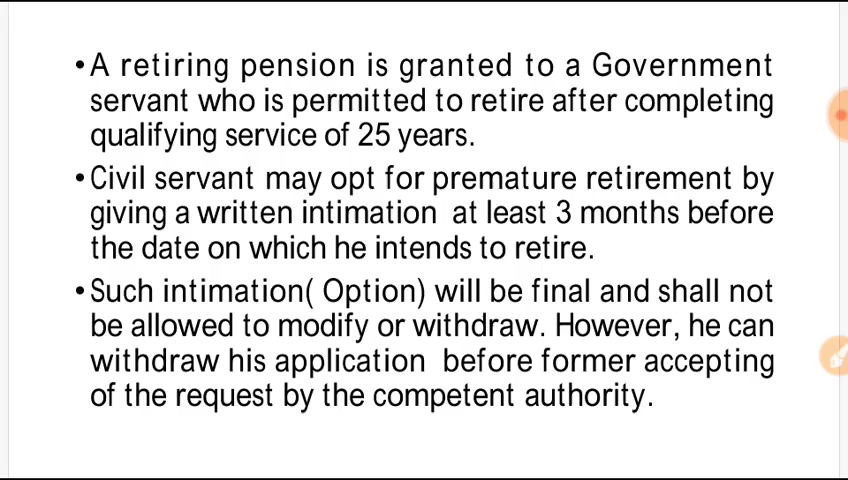 •A retiring pension is granted to a Government
servant who is permitted to retire after completing
qualifying service of 25 years.
•Civil servant may opt for premature retirement by
giving a written intimation at least 3 months before
the date on which he intends to retire.
•Such intimation( Option) will be final and shall not
be allowed to modify or withdraw. However, he can
withdraw his application before former accepting
of the request by the competent authority.